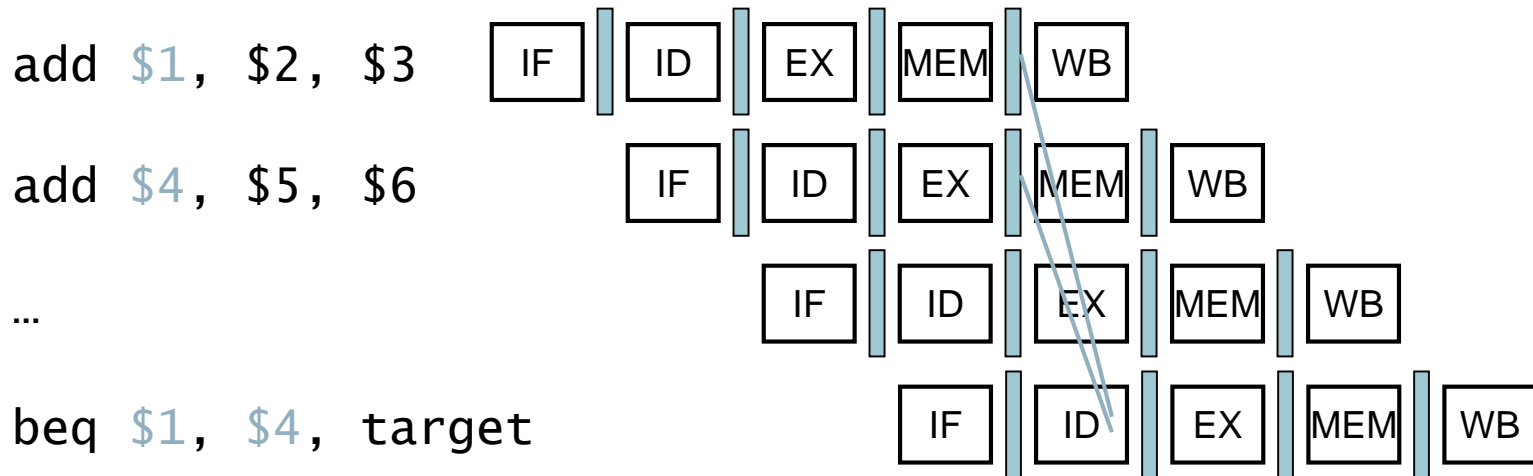 add $1, $2, $3 IF ID EX MEM WB
add $4, $5, $6 IF ID EX MEM WB
… IF ID EX MEM WB
beq $1, $4, target IF ID EX MEM WB